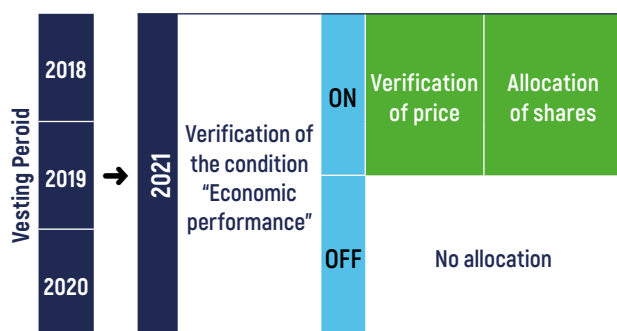 Vesting Peroid
2018
2019
2020
→
2021
Verification of
the condition
“Economic
performance”
ON
Verification
of price
Allocation
of shares
OFF
No allocation